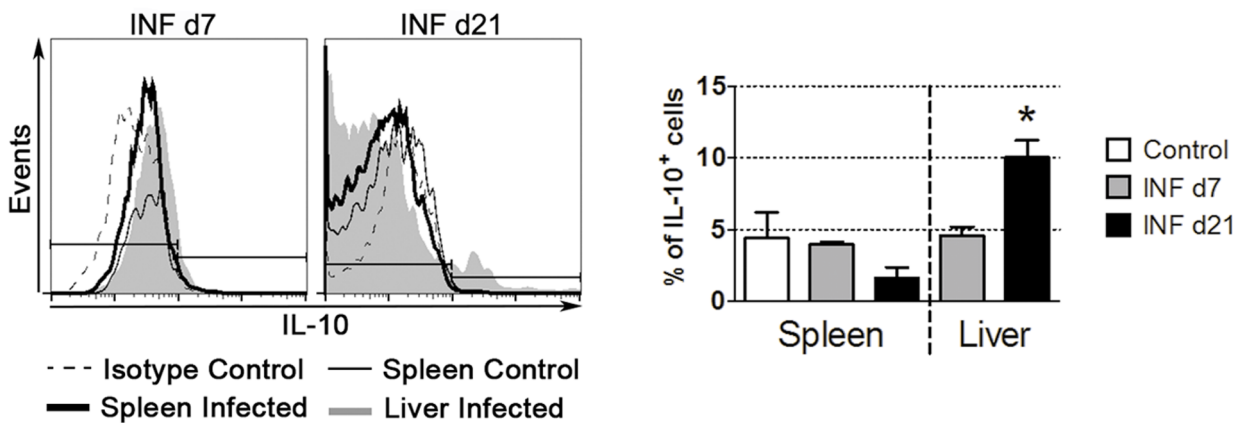 INF d7
INF d21
Events
IL-10
- - - Isotype Control
Spleen Control
Spleen Infected
Liver Infected
% of IL-10⁺ cells
15
10
5
0
*
Spleen
Liver
Control
INF d7
INF d21